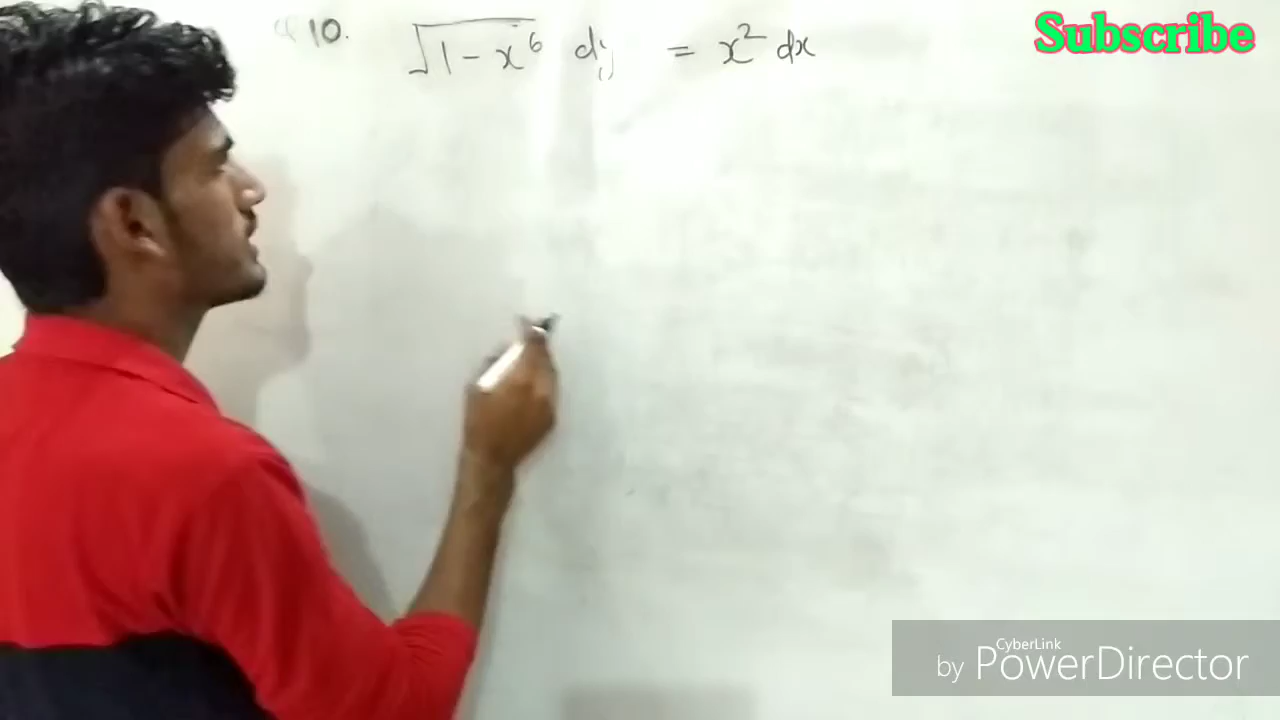 Subscribe
10. √1-x⁶ dy = x² dx
CyberLink
by PowerDirector